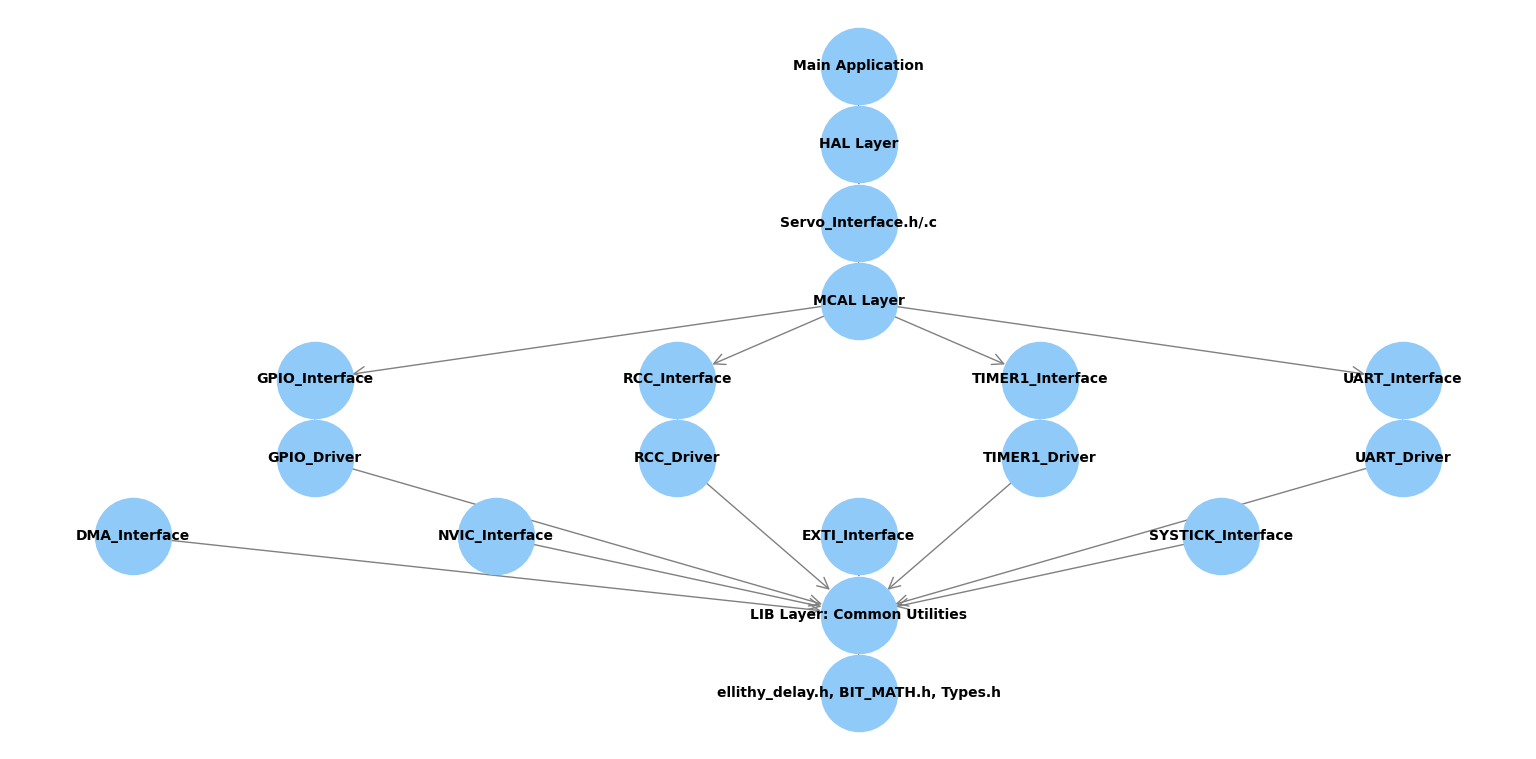 Main Application
HAL Layer
Servo_Interface.h/.c
MCAL Layer
GPIO_Interface
RCC_Interface
TIMER1_Interface
UART_Interface
GPIO_Driver
RCC_Driver
TIMER1_Driver
UART_Driver
DMA_Interface
NVIC_Interface
EXTI_Interface
SYSTICK_Interface
LIB Layer: Common Utilities
ellithy_delay.h, BIT_MATH.h, Types.h